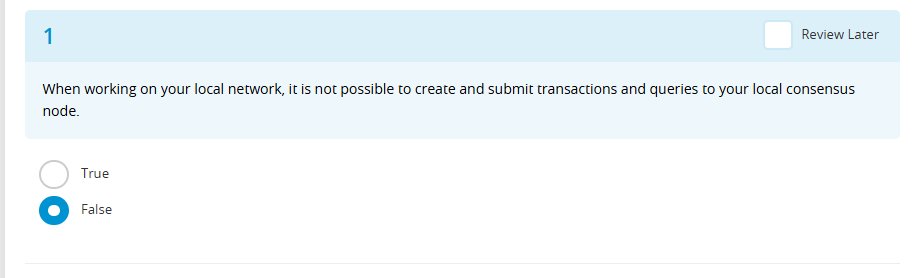 1
Review Later
When working on your local network, it is not possible to create and submit transactions and queries to your local consensus
node.
True
False